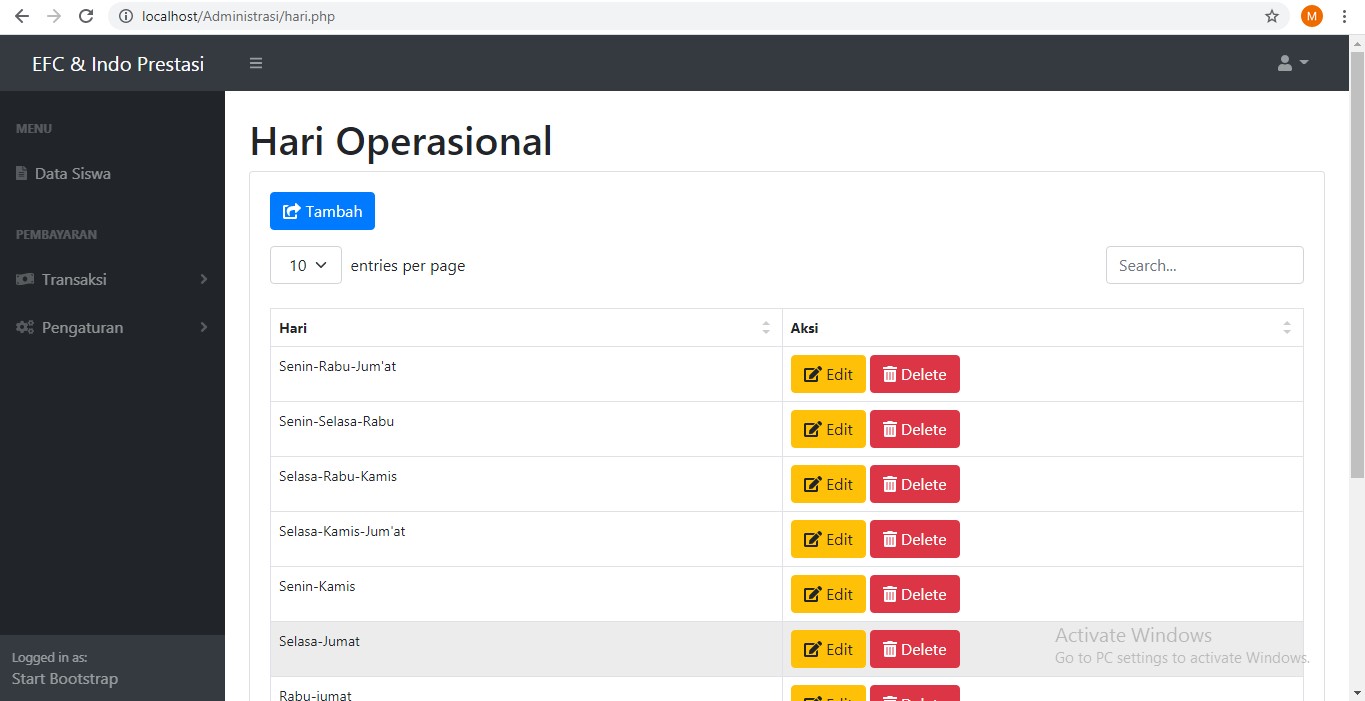 localhost/Administrasi/hari.php
M
EFC & Indo Prestasi
MENU
Data Siswa
PEMBAYARAN
Transaksi
Pengaturan
Logged in as:
Start Bootstrap
Hari Operasional
Tambah
10 entries per page
Search...
Hari Aksi
Senin-Rabu-Jum'at Edit Delete
Senin-Selasa-Rabu Edit Delete
Selasa-Rabu-Kamis Edit Delete
Selasa-Kamis-Jum'at Edit Delete
Senin-Kamis Edit Delete
Selasa-Jumat Edit Delete
Rabu-jumat Edit Delete
Activate Windows
Go to PC settings to activate Windows.